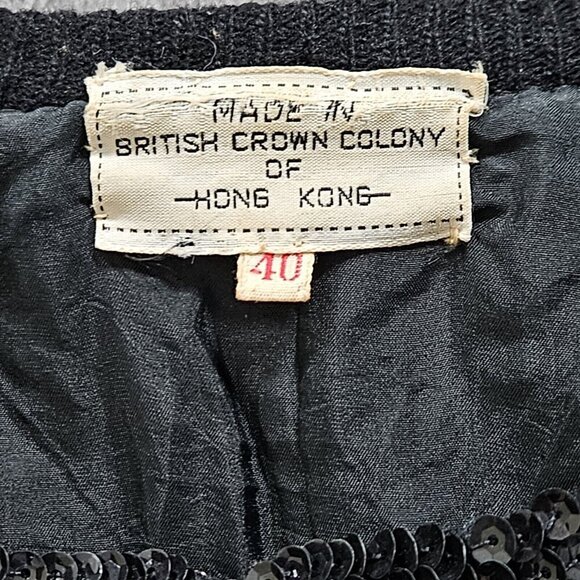 MADE IN
BRITISH CROWN COLONY
OF
HONG KONG
40